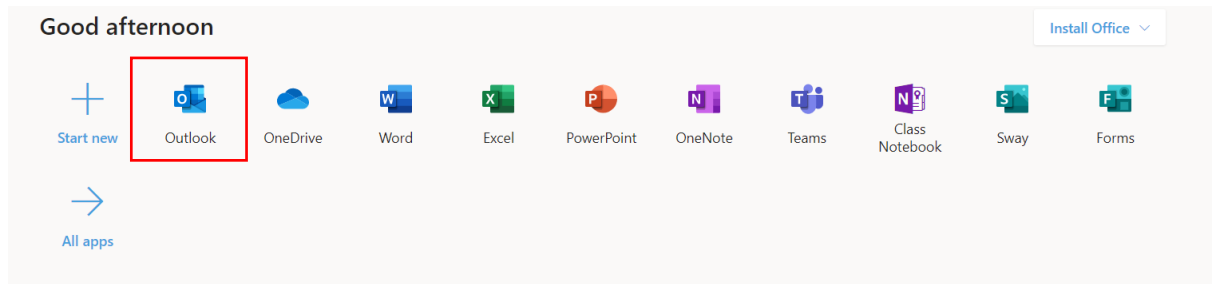 Good afternoon
Install Office
Start new
Outlook
OneDrive
Word
Excel
PowerPoint
OneNote
Teams
Class
Notebook
Sway
Forms
All apps